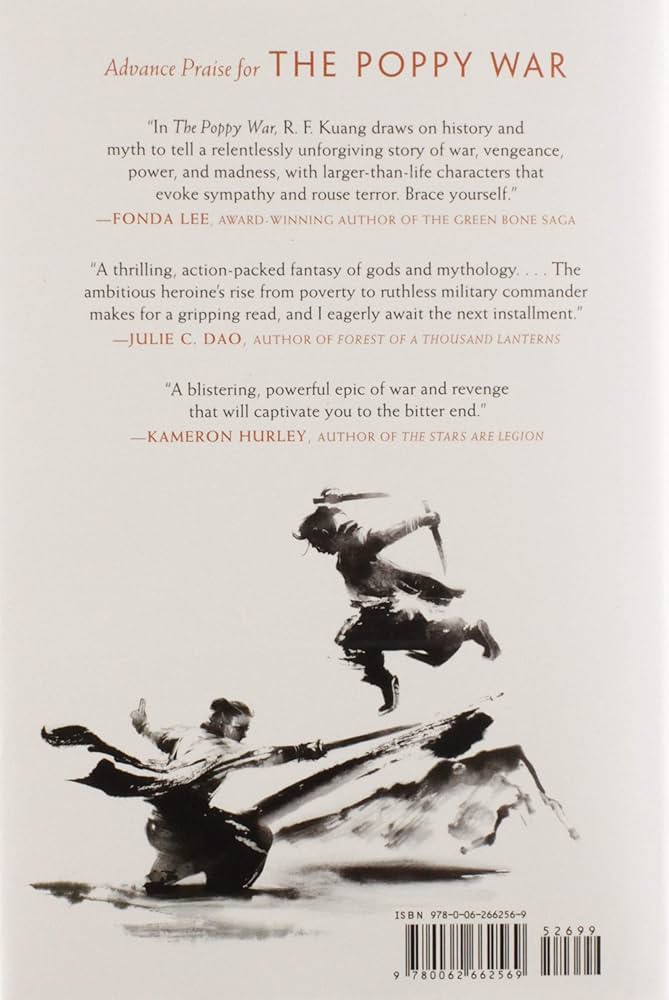 Advance Praise for THE POPPY WAR
“In The Poppy War, R. F. Kuang draws on history and
myth to tell a relentlessly unforgiving story of war, vengeance,
power, and madness, with larger-than-life characters that
evoke sympathy and rouse terror. Brace yourself.”
—FONDA LEE, AWARD-WINNING AUTHOR OF THE GREEN BONE SAGA
“A thrilling, action-packed fantasy of gods and mythology. . . . The
ambitious heroine’s rise from poverty to ruthless military commander
makes for a gripping read, and I eagerly await the next installment.”
—JULIE C. DAO, AUTHOR OF FOREST OF A THOUSAND LANTERNS
“A blistering, powerful epic of war and revenge
that will captivate you to the bitter end.”
—KAMERON HURLEY, AUTHOR OF THE STARS ARE LEGION
ISBN 978-0-06-266256-9
52699
9 780062 662569